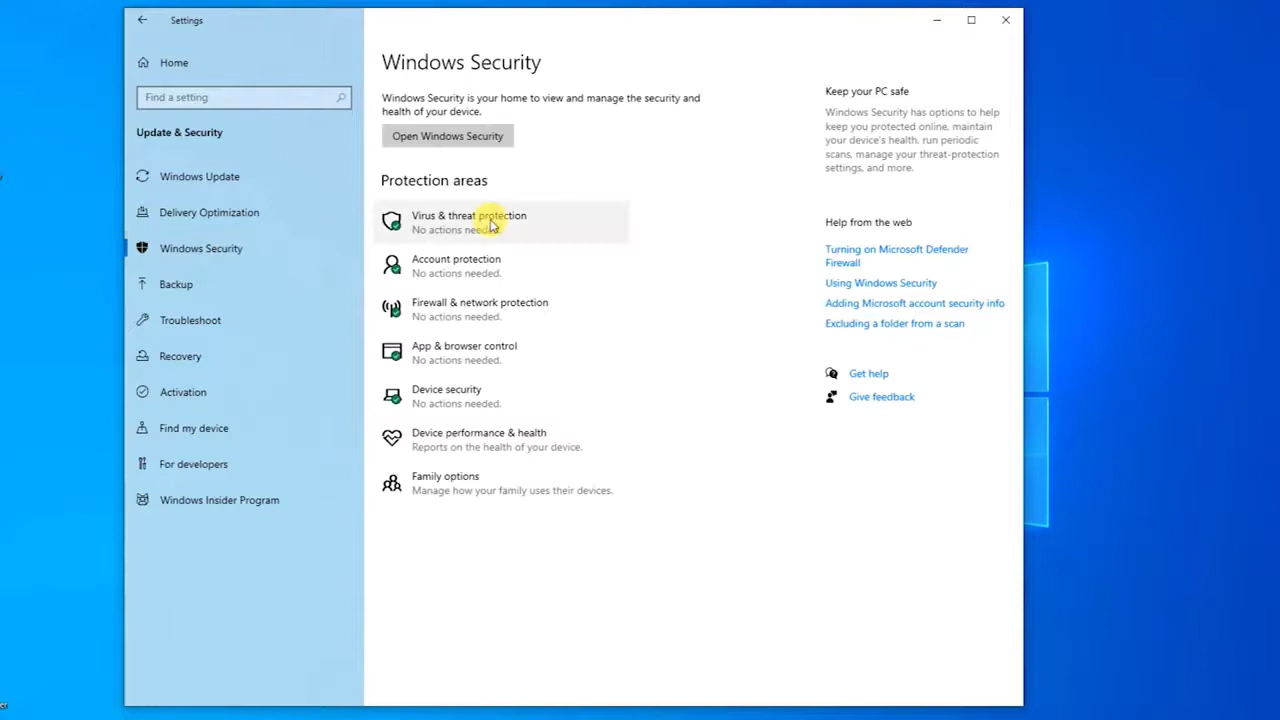 Settings
Home
Find a setting
Update & Security
Windows Update
Delivery Optimization
Windows Security
Backup
Troubleshoot
Recovery
Activation
Find my device
For developers
Windows Insider Program
Windows Security
Windows Security is your home to view and manage the security and
health of your device.
Open Windows Security
Protection areas
Virus & threat protection
No actions needed.
Account protection
No actions needed.
Firewall & network protection
No actions needed.
App & browser control
No actions needed.
Device security
No actions needed.
Device performance & health
Reports on the health of your device.
Family options
Manage how your family uses their devices.
Keep your PC safe
Windows Security has options to help
keep you protected online, maintain
your device's health, run periodic
scans, manage your threat-protection
settings, and more.
Help from the web
Turning on Microsoft Defender
Firewall
Using Windows Security
Adding Microsoft account security info
Excluding a folder from a scan
Get help
Give feedback